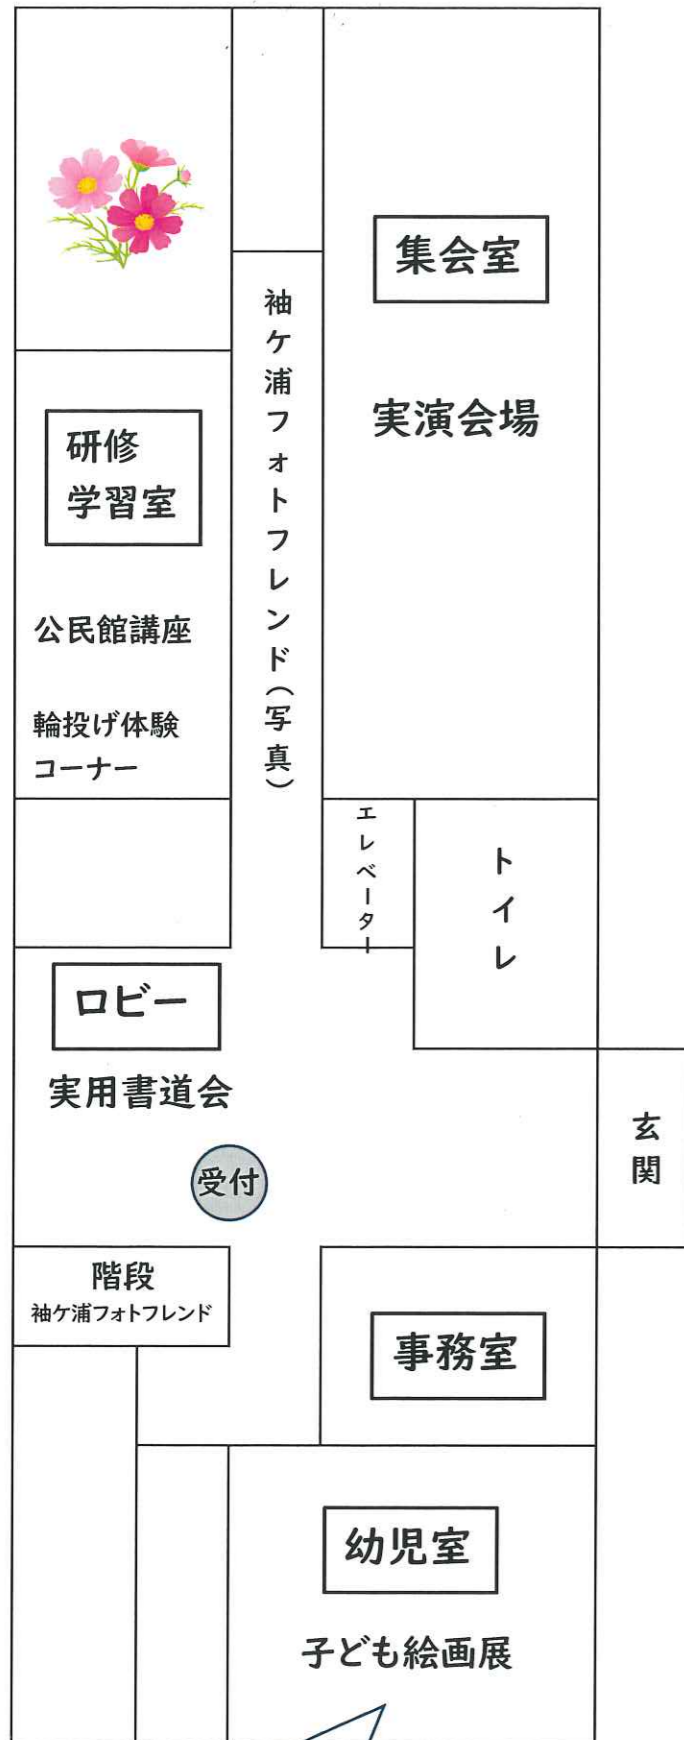 集会室
実演会場
袖ケ浦フォトフレンド（写真）
研修
学習室
公民館講座
輪投げ体験
コーナー
エレベーター
トイレ
ロビー
実用書道会
受付
玄関
階段
袖ケ浦フォトフレンド
事務室
幼児室
子ども絵画展